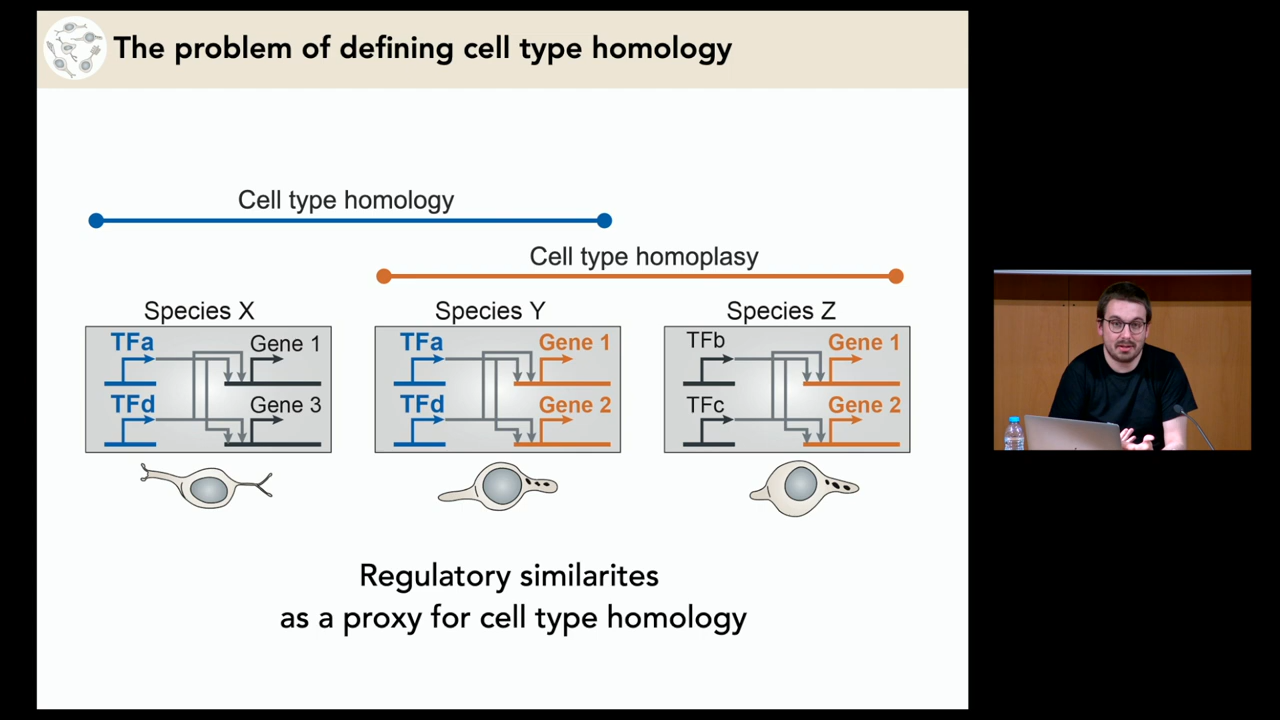 The problem of defining cell type homology
Cell type homology
Cell type homoplasy
Species X
Species Y
Species Z
TFa
Gene 1
TFd
Gene 3
TFa
Gene 1
TFd
Gene 2
TFb
Gene 1
TFc
Gene 2
Regulatory similarites
as a proxy for cell type homology